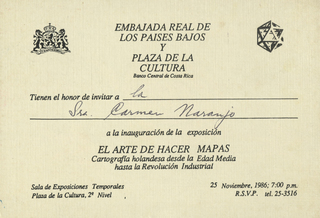 EMBAJADA REAL DE
LOS PAISES BAJOS
Y
PLAZA DE LA
CULTURA
Banco Central de Costa Rica
Tienen el honor de invitar a la
Sra. Carmen Naranjo
a la inauguración de la exposición
EL ARTE DE HACER MAPAS
Cartografía holandesa desde la Edad Media
hasta la Revolución Industrial
Sala de Exposiciones Temporales
Plaza de la Cultura, 2º Nivel
25 Noviembre, 1986; 7:00 p.m.
R.S.V.P. tel. 25-3516